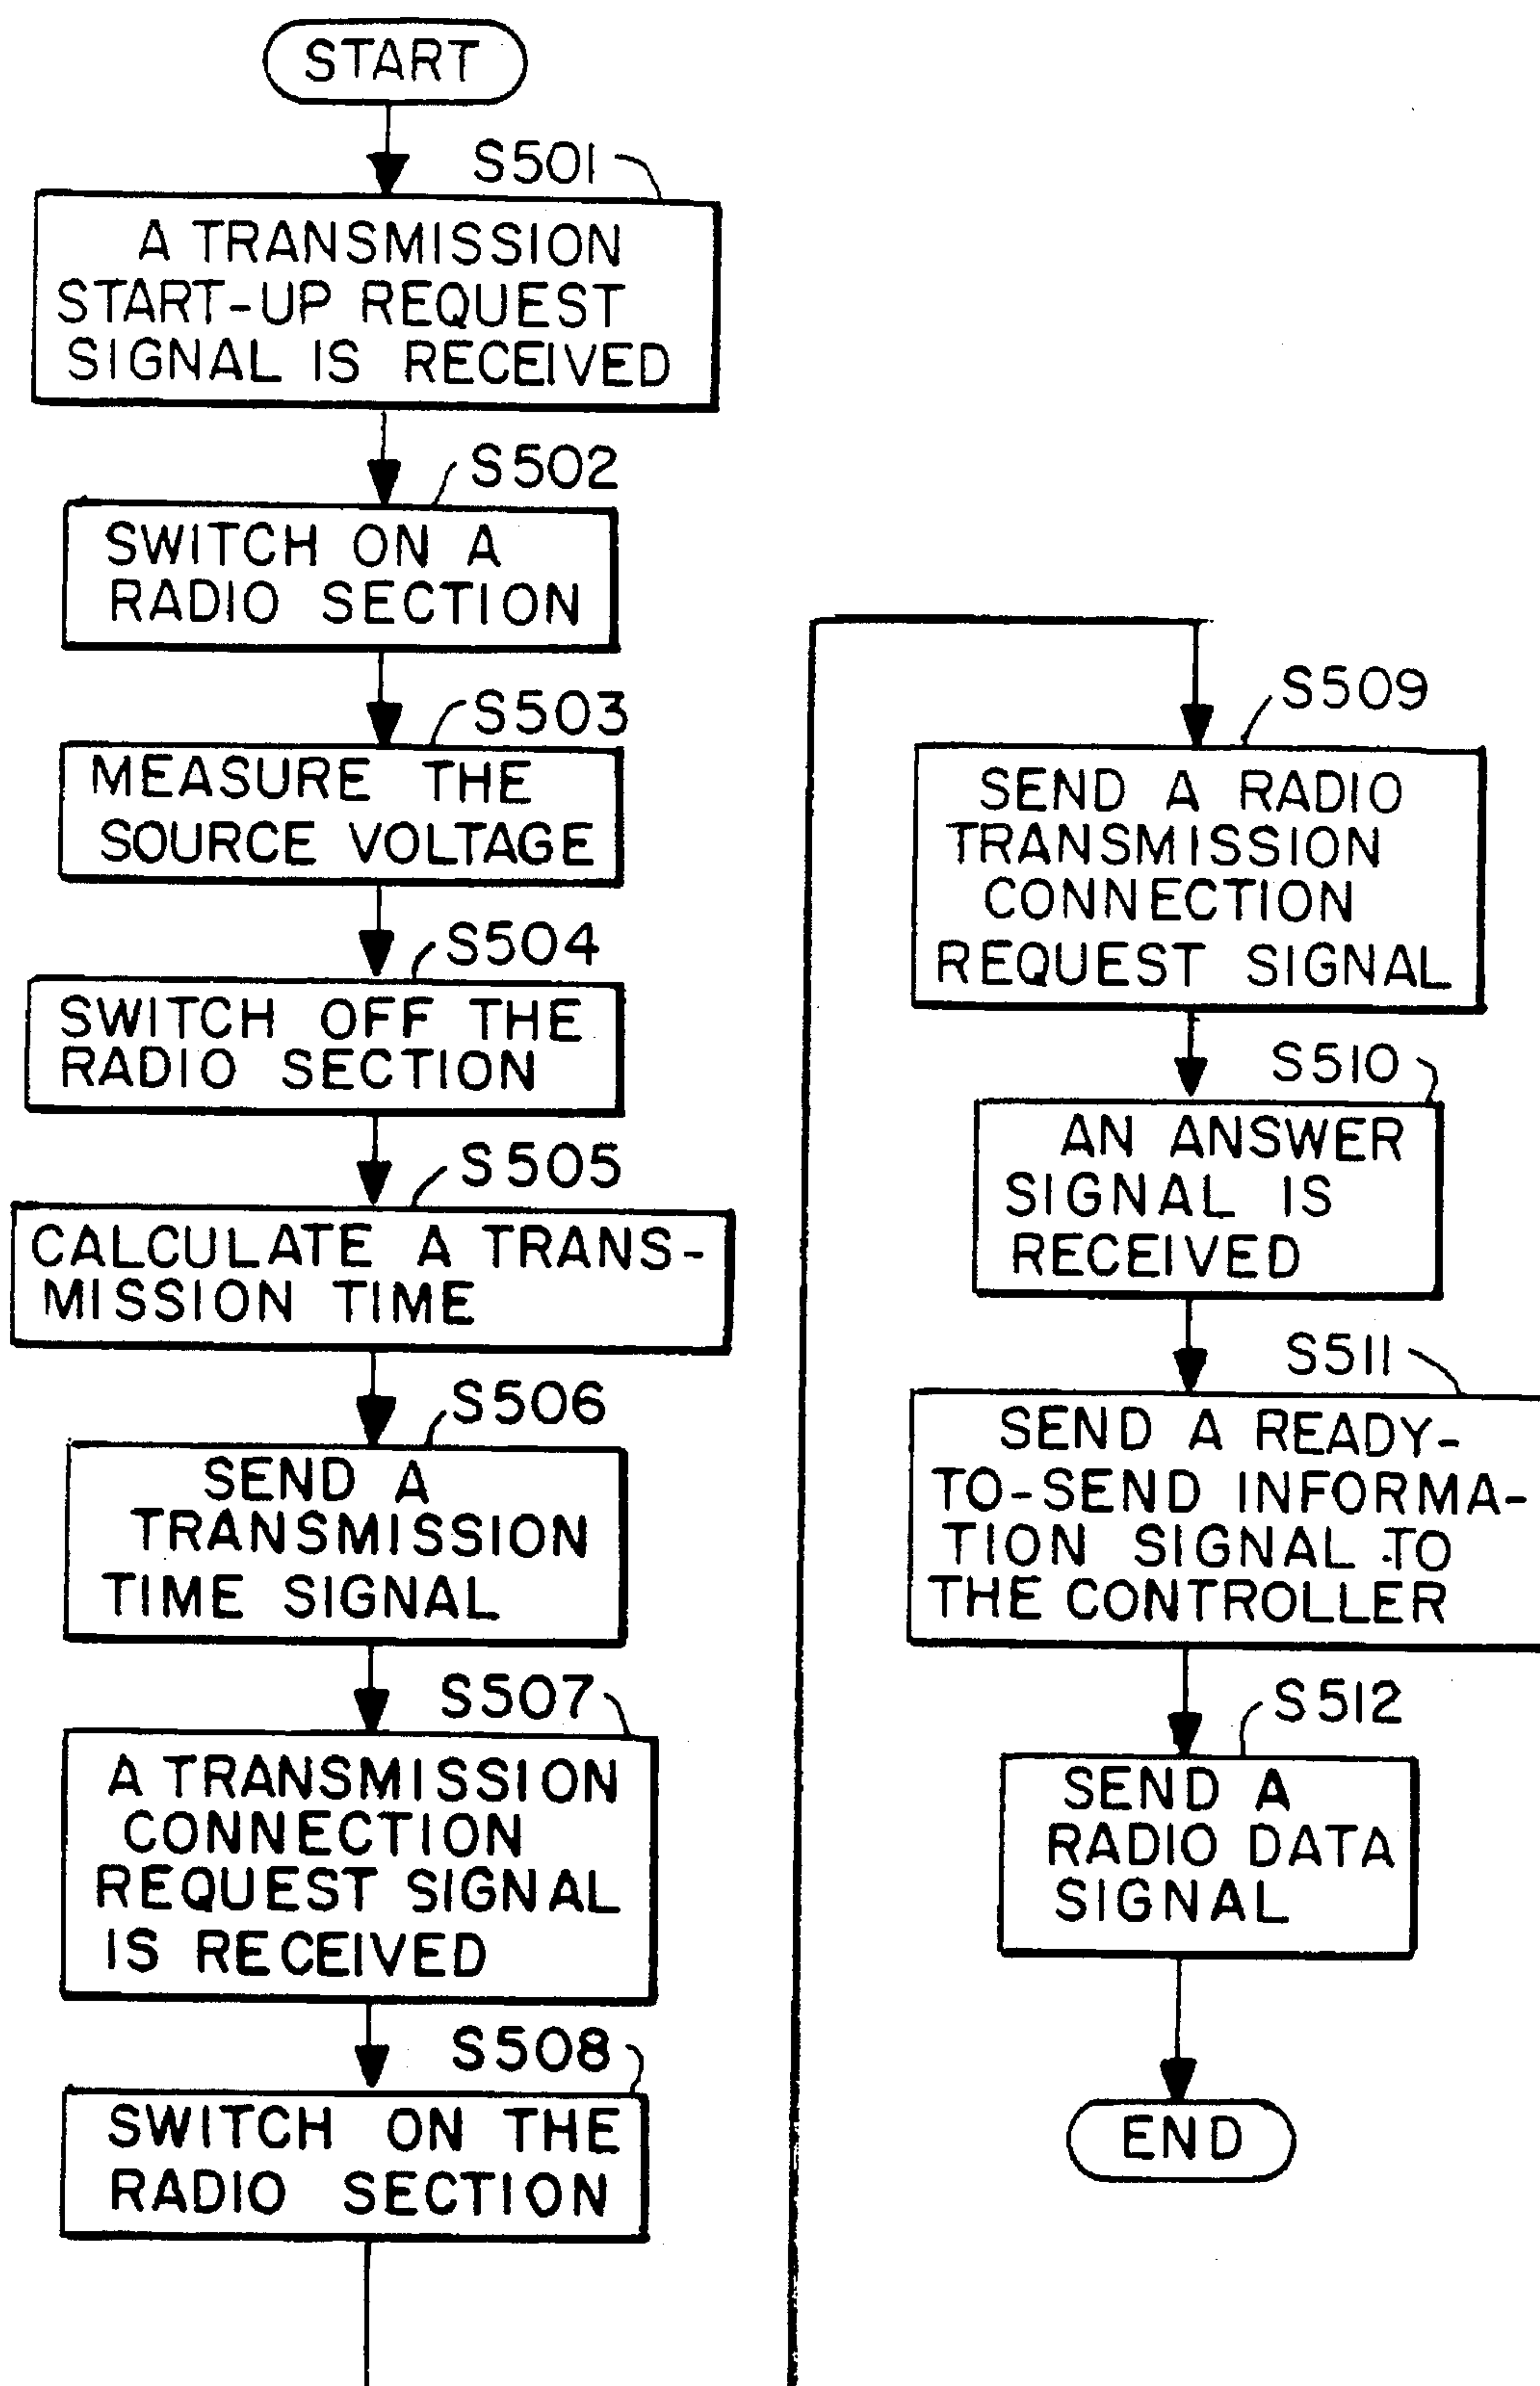 START
S501
A TRANSMISSION
START-UP REQUEST
SIGNAL IS RECEIVED
S502
SWITCH ON A
RADIO SECTION
S503
MEASURE THE
SOURCE VOLTAGE
S504
SWITCH OFF THE
RADIO SECTION
S505
CALCULATE A TRANS-
MISSION TIME
S506
SEND A
TRANSMISSION
TIME SIGNAL
S507
A TRANSMISSION
CONNECTION
REQUEST SIGNAL
IS RECEIVED
S508
SWITCH ON THE
RADIO SECTION
S509
SEND A RADIO
TRANSMISSION
CONNECTION
REQUEST SIGNAL
S510
AN ANSWER
SIGNAL IS
RECEIVED
S511
SEND A READY-
TO-SEND INFORMA-
TION SIGNAL TO
THE CONTROLLER
S512
SEND A
RADIO DATA
SIGNAL
END